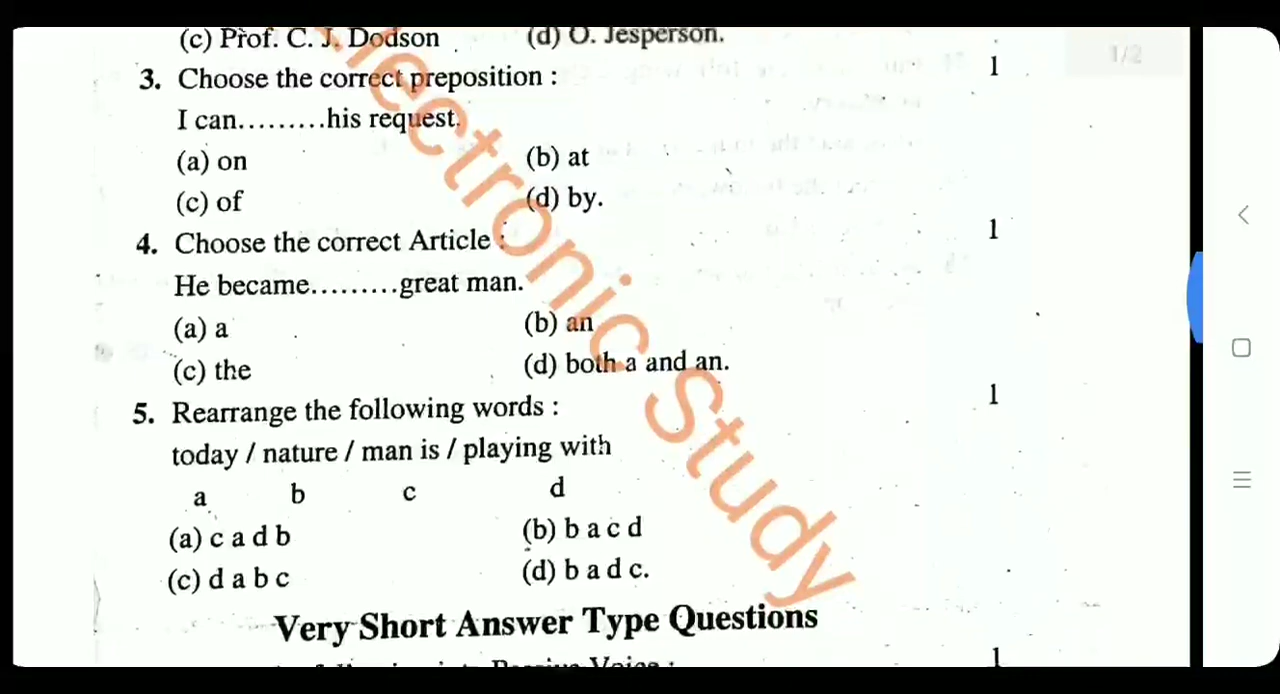 (c) Prof. C. J. Dodson (d) O. Jesperson.
3. Choose the correct preposition : 1
I can.........his request.
(a) on (b) at
(c) of (d) by.
4. Choose the correct Article : 1
He became.........great man.
(a) a (b) an
(c) the (d) both a and an.
5. Rearrange the following words : 1
today / nature / man is / playing with
a b c d
(a) c a d b (b) b a c d
(c) d a b c (d) b a d c.
Very Short Answer Type Questions
Passive Voice : 1
1/2
Electronic Study